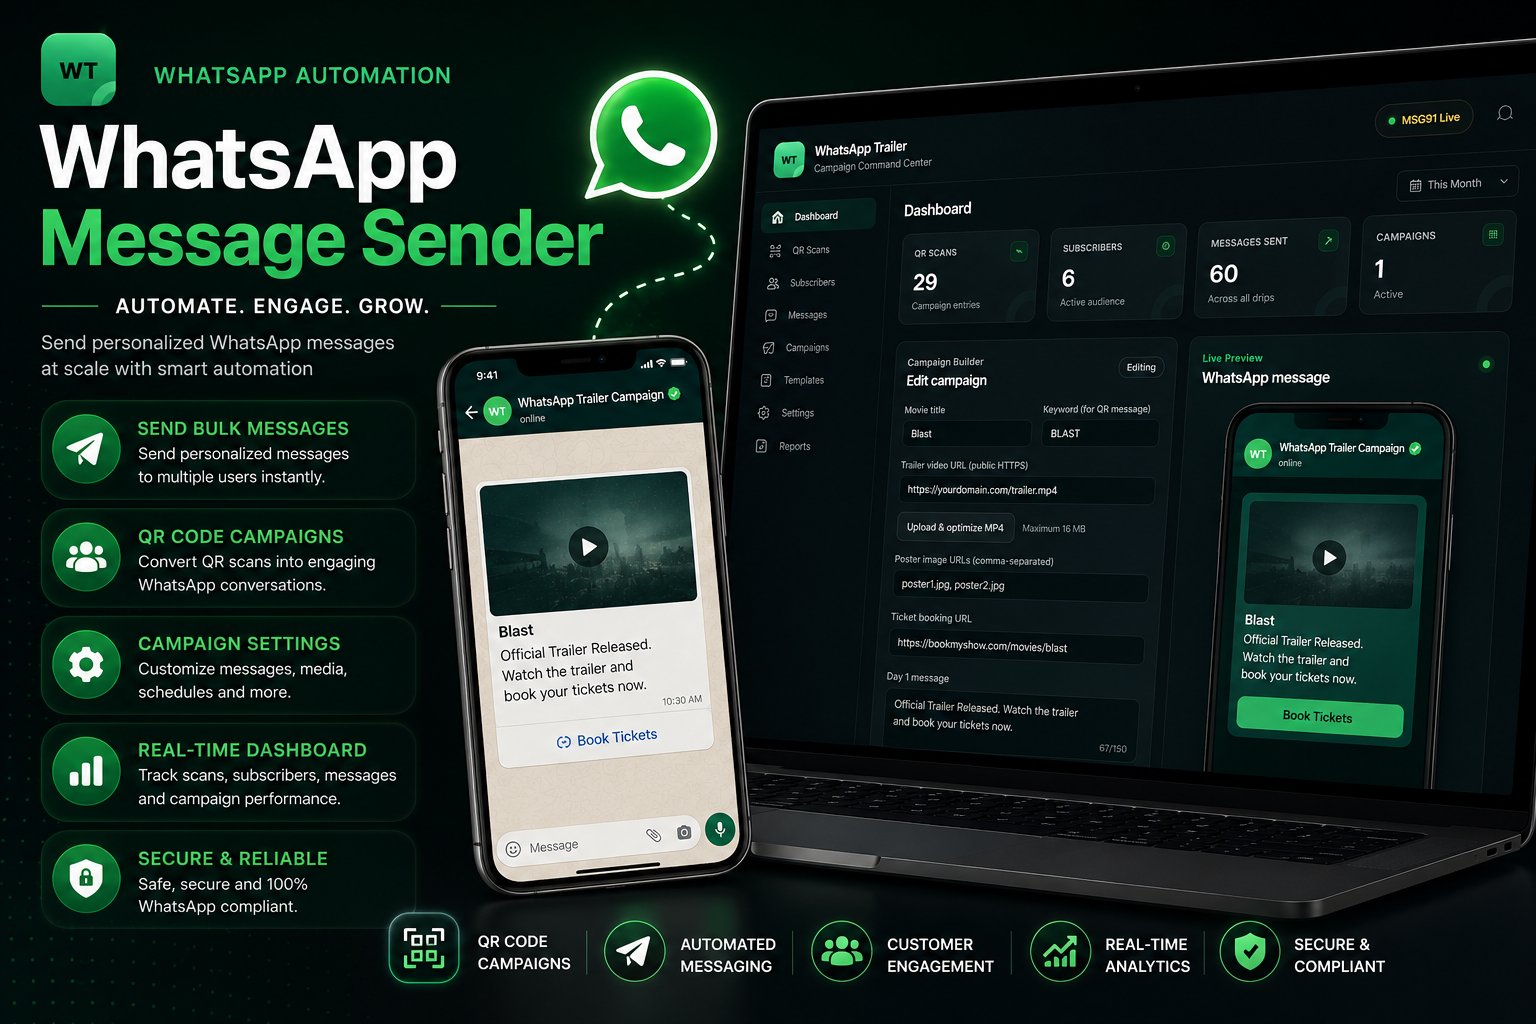 WT
WHATSAPP AUTOMATION
WhatsApp
Message Sender
AUTOMATE. ENGAGE. GROW.
Send personalized WhatsApp messages
at scale with smart automation
SEND BULK MESSAGES
Send personalized messages
to multiple users instantly.
QR CODE CAMPAIGNS
Convert QR scans into engaging
WhatsApp conversations.
CAMPAIGN SETTINGS
Customize messages, media,
schedules and more.
REAL-TIME DASHBOARD
Track scans, subscribers, messages
and campaign performance.
SECURE & RELIABLE
Safe, secure and 100%
WhatsApp compliant.
9:41
WT
WhatsApp Trailer Campaign
online
Blast
Official Trailer Released.
Watch the trailer and
book your tickets now.
10:30 AM
Book Tickets
Message
WT
WhatsApp Trailer
Campaign Command Center
MSG91 Live
This Month
Dashboard
QR Scans
Subscribers
Messages
Campaigns
Templates
Settings
Reports
Dashboard
QR SCANS
29
Campaign entries
SUBSCRIBERS
6
Active audience
MESSAGES SENT
60
Across all drips
CAMPAIGNS
1
Active
Campaign Builder
Edit campaign
Editing
Movie title
Blast
Keyword (for QR message)
BLAST
Trailer video URL (public HTTPS)
https://yourdomain.com/trailer.mp4
Upload & optimize MP4
Maximum 16 MB
Poster image URLs (comma-separated)
poster1.jpg, poster2.jpg
Ticket booking URL
https://bookmyshow.com/movies/blast
Day 1 message
Official Trailer Released. Watch the trailer
and book your tickets now.
67/150
Live Preview
WhatsApp message
WT
WhatsApp Trailer Campaign
online
Blast
Official Trailer Released.
Watch the trailer and
book your tickets now.
Book Tickets
QR CODE
CAMPAIGNS
AUTOMATED
MESSAGING
CUSTOMER
ENGAGEMENT
REAL-TIME
ANALYTICS
SECURE &
COMPLIANT